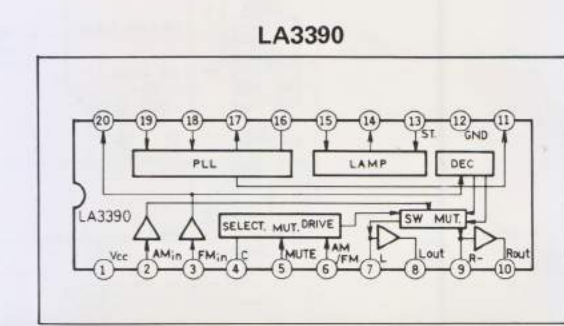 LA3390
20 19 18 17 16 15 14 13 12 11
ST. GND
PLL LAMP DEC
LA3390
SELECT. MUT. DRIVE SW MUT.
Vcc AMin FMin C MUTE AM /FM L Lout R- Rout
1 2 3 4 5 6 7 8 9 10